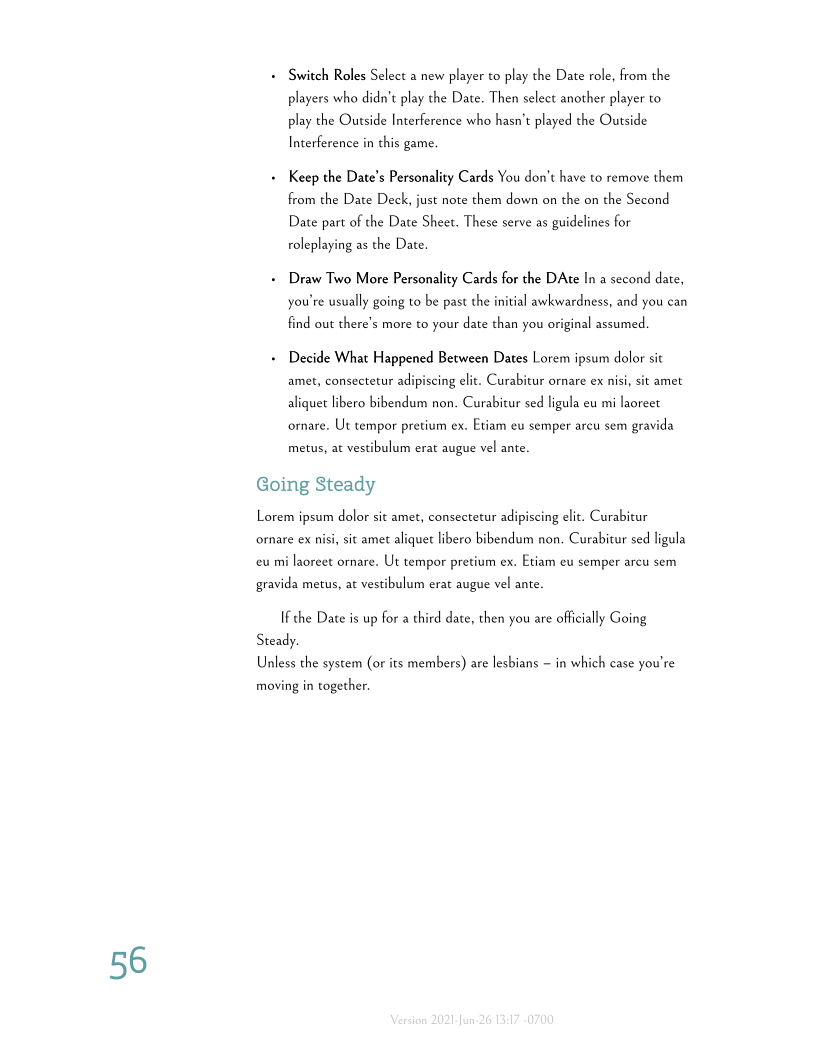 • Switch Roles Select a new player to play the Date role, from the
players who didn't play the Date. Then select another player to
play the Outside Interference who hasn't played the Outside
Interference in this game.
• Keep the Date's Personality Cards You don't have to remove them
from the Date Deck, just note them down on the on the Second
Date part of the Date Sheet. These serve as guidelines for
roleplaying as the Date.
• Draw Two More Personality Cards for the DAte In a second date,
you're usually going to be past the initial awkwardness, and you can
find out there's more to your date than you original assumed.
• Decide What Happened Between Dates Lorem ipsum dolor sit
amet, consectetur adipiscing elit. Curabitur ornare ex nisi, sit amet
aliquet libero bibendum non. Curabitur sed ligula eu mi laoreet
ornare. Ut tempor pretium ex. Etiam eu semper arcu sem gravida
metus, at vestibulum erat augue vel ante.
Going Steady
Lorem ipsum dolor sit amet, consectetur adipiscing elit. Curabitur
ornare ex nisi, sit amet aliquet libero bibendum non. Curabitur sed ligula
eu mi laoreet ornare. Ut tempor pretium ex. Etiam eu semper arcu sem
gravida metus, at vestibulum erat augue vel ante.
If the Date is up for a third date, then you are officially Going
Steady.
Unless the system (or its members) are lesbians – in which case you're
moving in together.
56
Version 2021-Jun-26 13:17 -0700